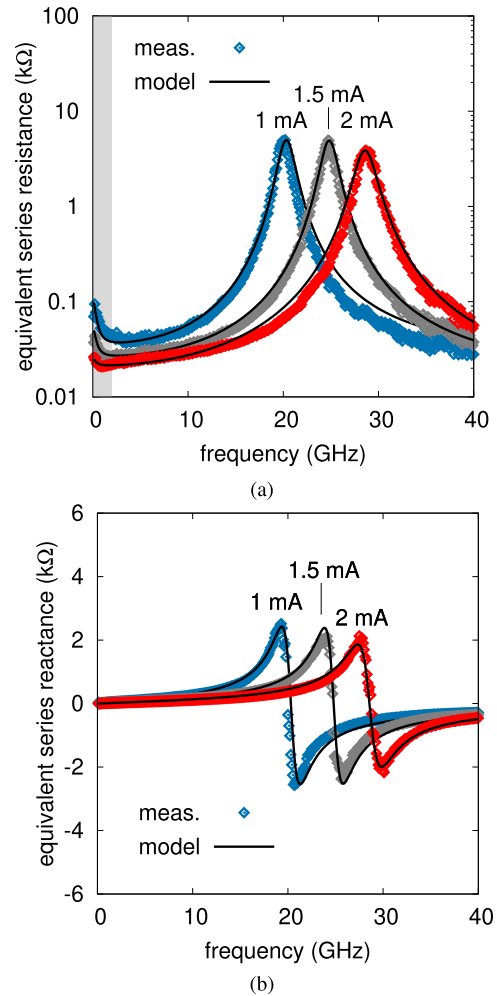 100
10
1
0.1
0.01
equivalent series resistance (kΩ)
meas.
model
1.5 mA
1 mA
2 mA
0 10 20 30 40
frequency (GHz)
(a)
6
4
2
0
-2
-4
-6
equivalent series reactance (kΩ)
1.5 mA
1 mA
2 mA
meas.
model
0 10 20 30 40
frequency (GHz)
(b)